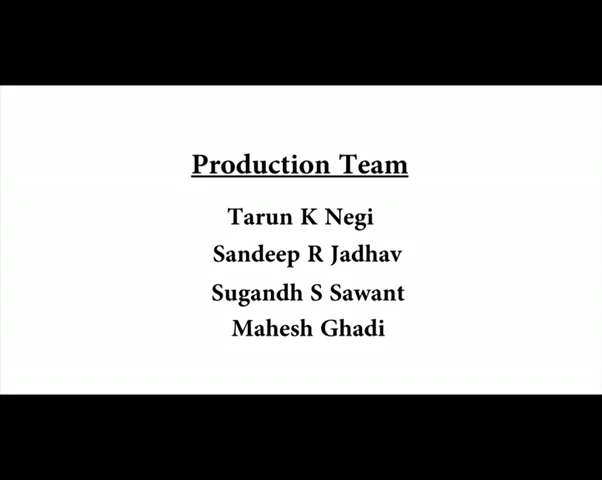 Production Team
Tarun K Negi
Sandeep R Jadhav
Sugandh S Sawant
Mahesh Ghadi